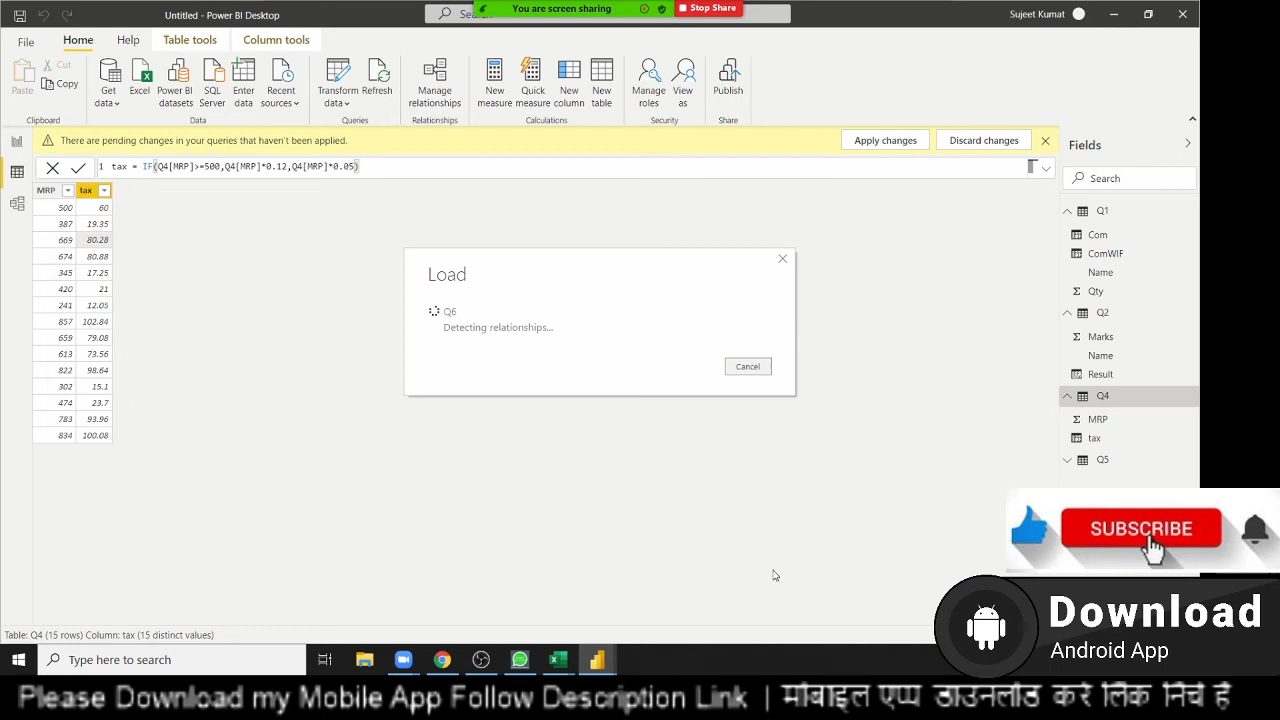 Untitled - Power BI Desktop
You are screen sharing
Stop Share
Sujeet Kumat
File
Home
Help
Table tools
Column tools
Paste
Cut
Copy
Get data
Excel
Power BI datasets
SQL Server
Enter data
Recent sources
Transform data
Refresh
Manage relationships
New measure
Quick measure
New column
New table
Manage roles
View as
Publish
Clipboard
Data
Queries
Relationships
Calculations
Security
Share
There are pending changes in your queries that haven't been applied.
Apply changes
Discard changes
1 tax = IF(Q4[MRP]>=500,Q4[MRP]*0.12,Q4[MRP]*0.05)
MRP tax
500 60
387 19.35
669 80.28
674 80.88
345 17.25
420 21
241 12.05
857 102.84
659 79.08
613 73.56
822 98.64
302 15.1
474 23.7
783 93.96
834 100.08
Load
Q6
Detecting relationships...
Cancel
Fields
Search
Q1
Com
ComWIF
Name
Qty
Q2
Marks
Name
Result
Q4
MRP
tax
Q5
SUBSCRIBE
Download
Android App
Table: Q4 (15 rows) Column: tax (15 distinct values)
Type here to search
Please Download my Mobile App Follow Description Link | मोबाइल एप्प डाउनलोड करे लिंक निचे है